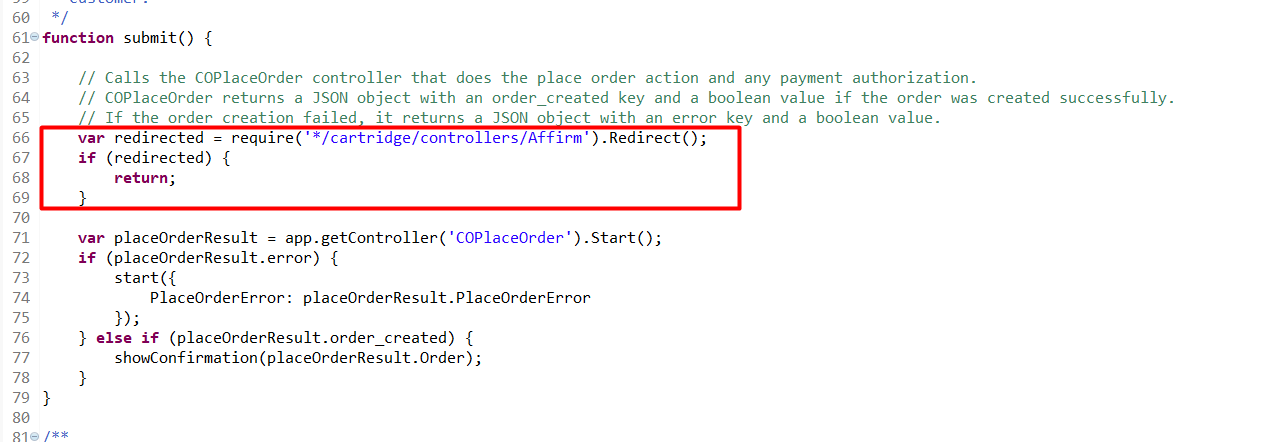 59 customer.
60 */
61 function submit() {
62
63 // Calls the COPlaceOrder controller that does the place order action and any payment authorization.
64 // COPlaceOrder returns a JSON object with an order_created key and a boolean value if the order was created successfully.
65 // If the order creation failed, it returns a JSON object with an error key and a boolean value.
66 var redirected = require('*/cartridge/controllers/Affirm').Redirect();
67 if (redirected) {
68 return;
69 }
70
71 var placeOrderResult = app.getController('COPlaceOrder').Start();
72 if (placeOrderResult.error) {
73 start({
74 PlaceOrderError: placeOrderResult.PlaceOrderError
75 });
76 } else if (placeOrderResult.order_created) {
77 showConfirmation(placeOrderResult.Order);
78 }
79 }
80
81 /**